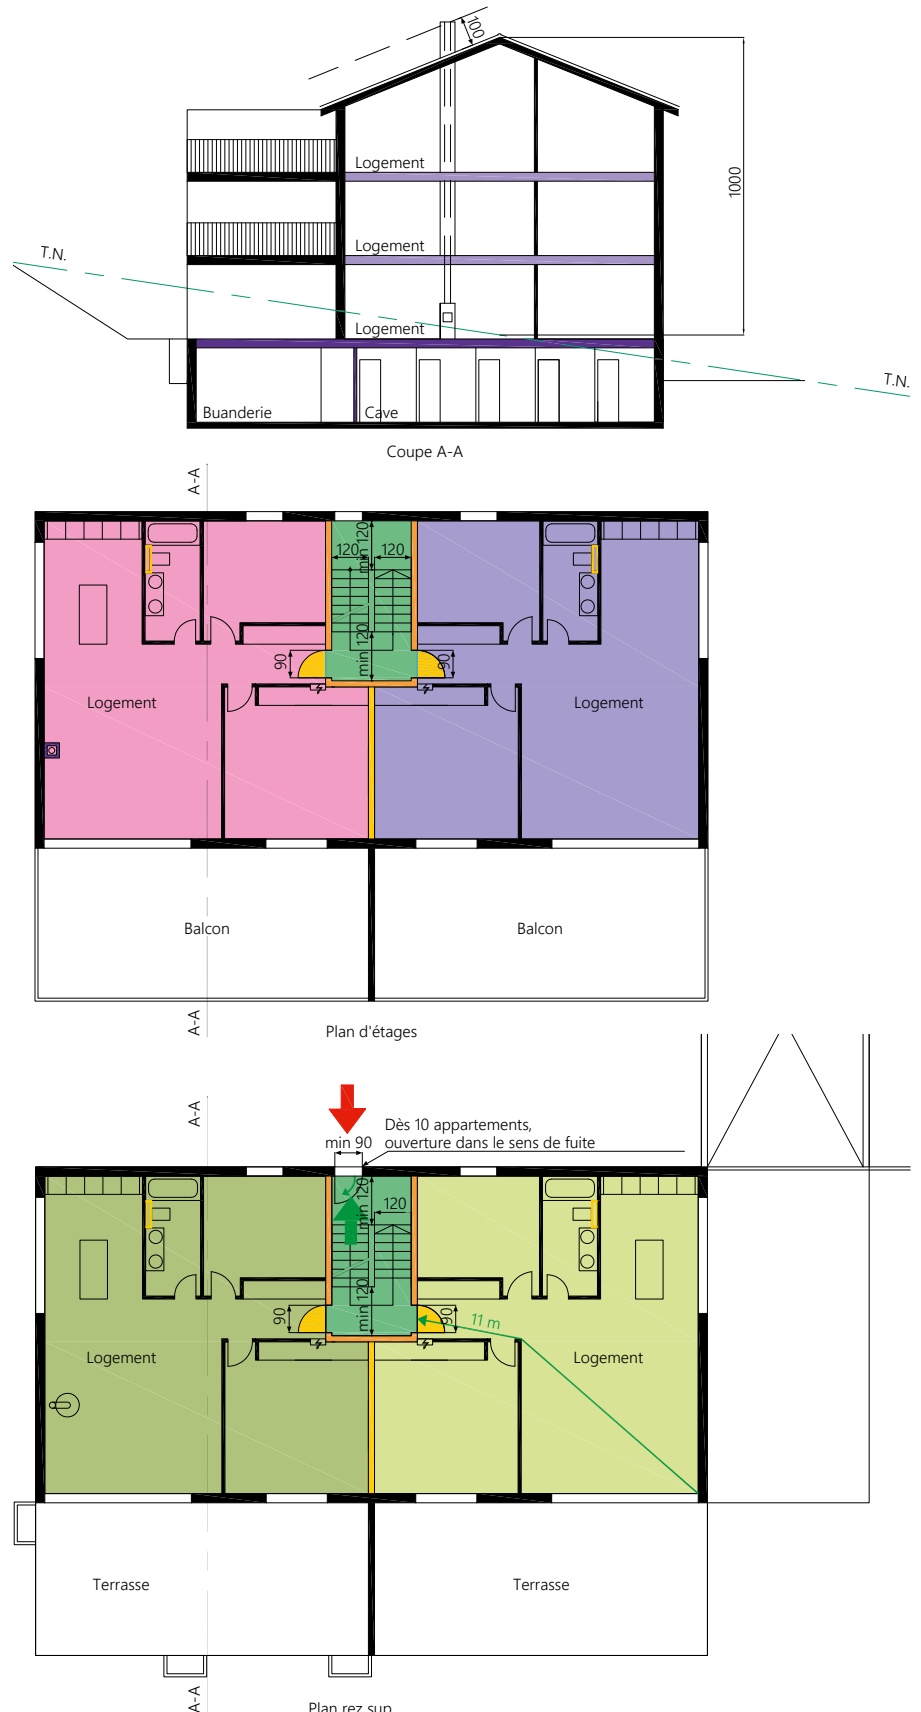 100
Logement
1000
T.N.
Logement
Logement
T.N.
Buanderie
Cave
Coupe A-A
A-A
min 120
120
120
min 120
90
90
Logement
Logement
Balcon
Balcon
A-A
Plan d'étages
A-A
Dès 10 appartements,
min 90
ouverture dans le sens de fuite
min 120
120
min 120
90
90
11 m
Logement
Logement
Terrasse
Terrasse
A-A
Plan rez sup